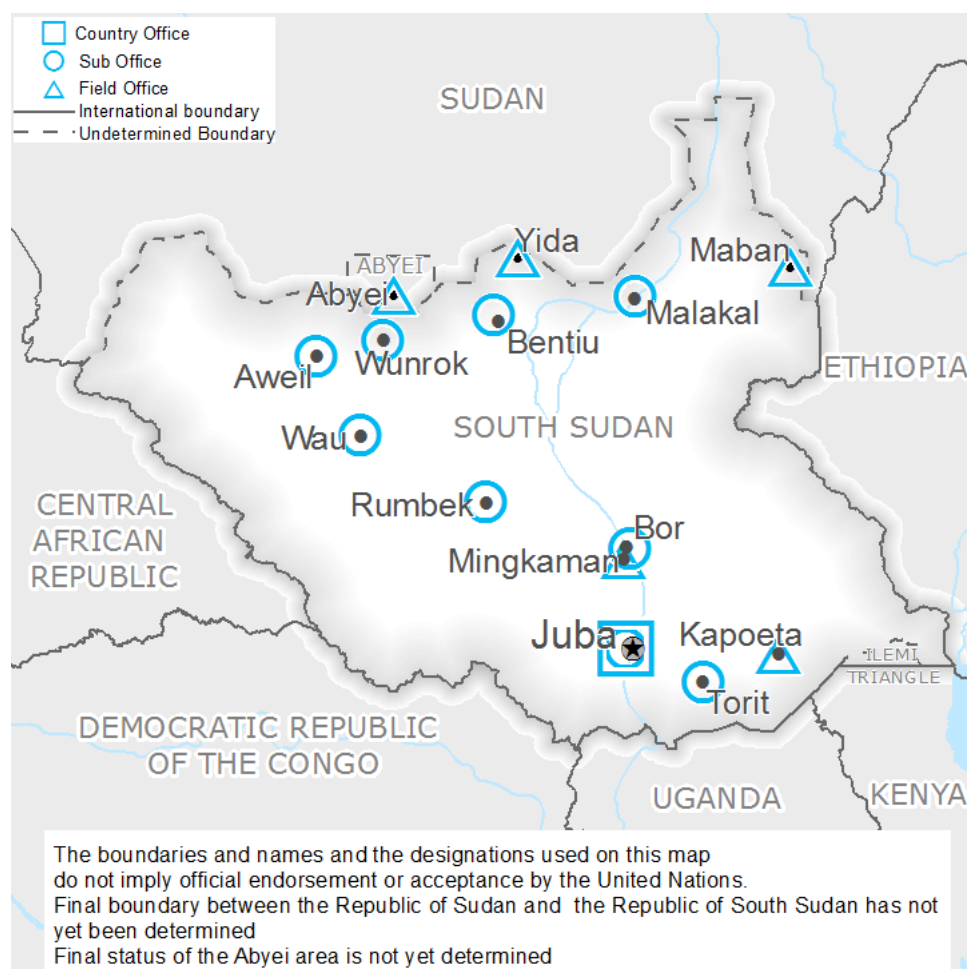 Country Office
Sub Office
Field Office
International boundary
Undetermined Boundary
SUDAN
Yida
Maban
ABYEI
Abyei
Malakal
Bentiu
Wunrok
Aweil
ETHIOPIA
SOUTH SUDAN
Wau
Rumbek
CENTRAL
AFRICAN
REPUBLIC
Bor
Mingkaman
Juba
Kapoeta
ILEMI
TRIANGLE
Torit
DEMOCRATIC REPUBLIC
OF THE CONGO
UGANDA
KENYA
The boundaries and names and the designations used on this map
do not imply official endorsement or acceptance by the United Nations.
Final boundary between the Republic of Sudan and  the Republic of South Sudan has not
yet been determined
Final status of the Abyei area is not yet determined